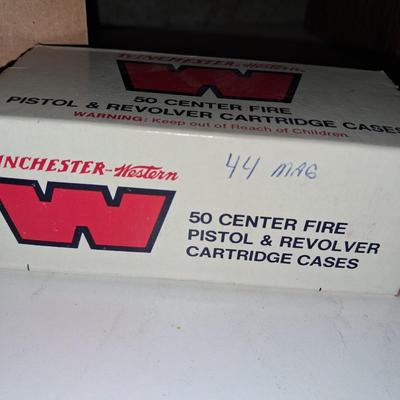 WINCHESTER-Western
50 CENTER FIRE
PISTOL & REVOLVER CARTRIDGE CASES
WARNING: Keep out of Reach of Children
WINCHESTER-Western
44 MAG
50 CENTER FIRE
PISTOL & REVOLVER
CARTRIDGE CASES